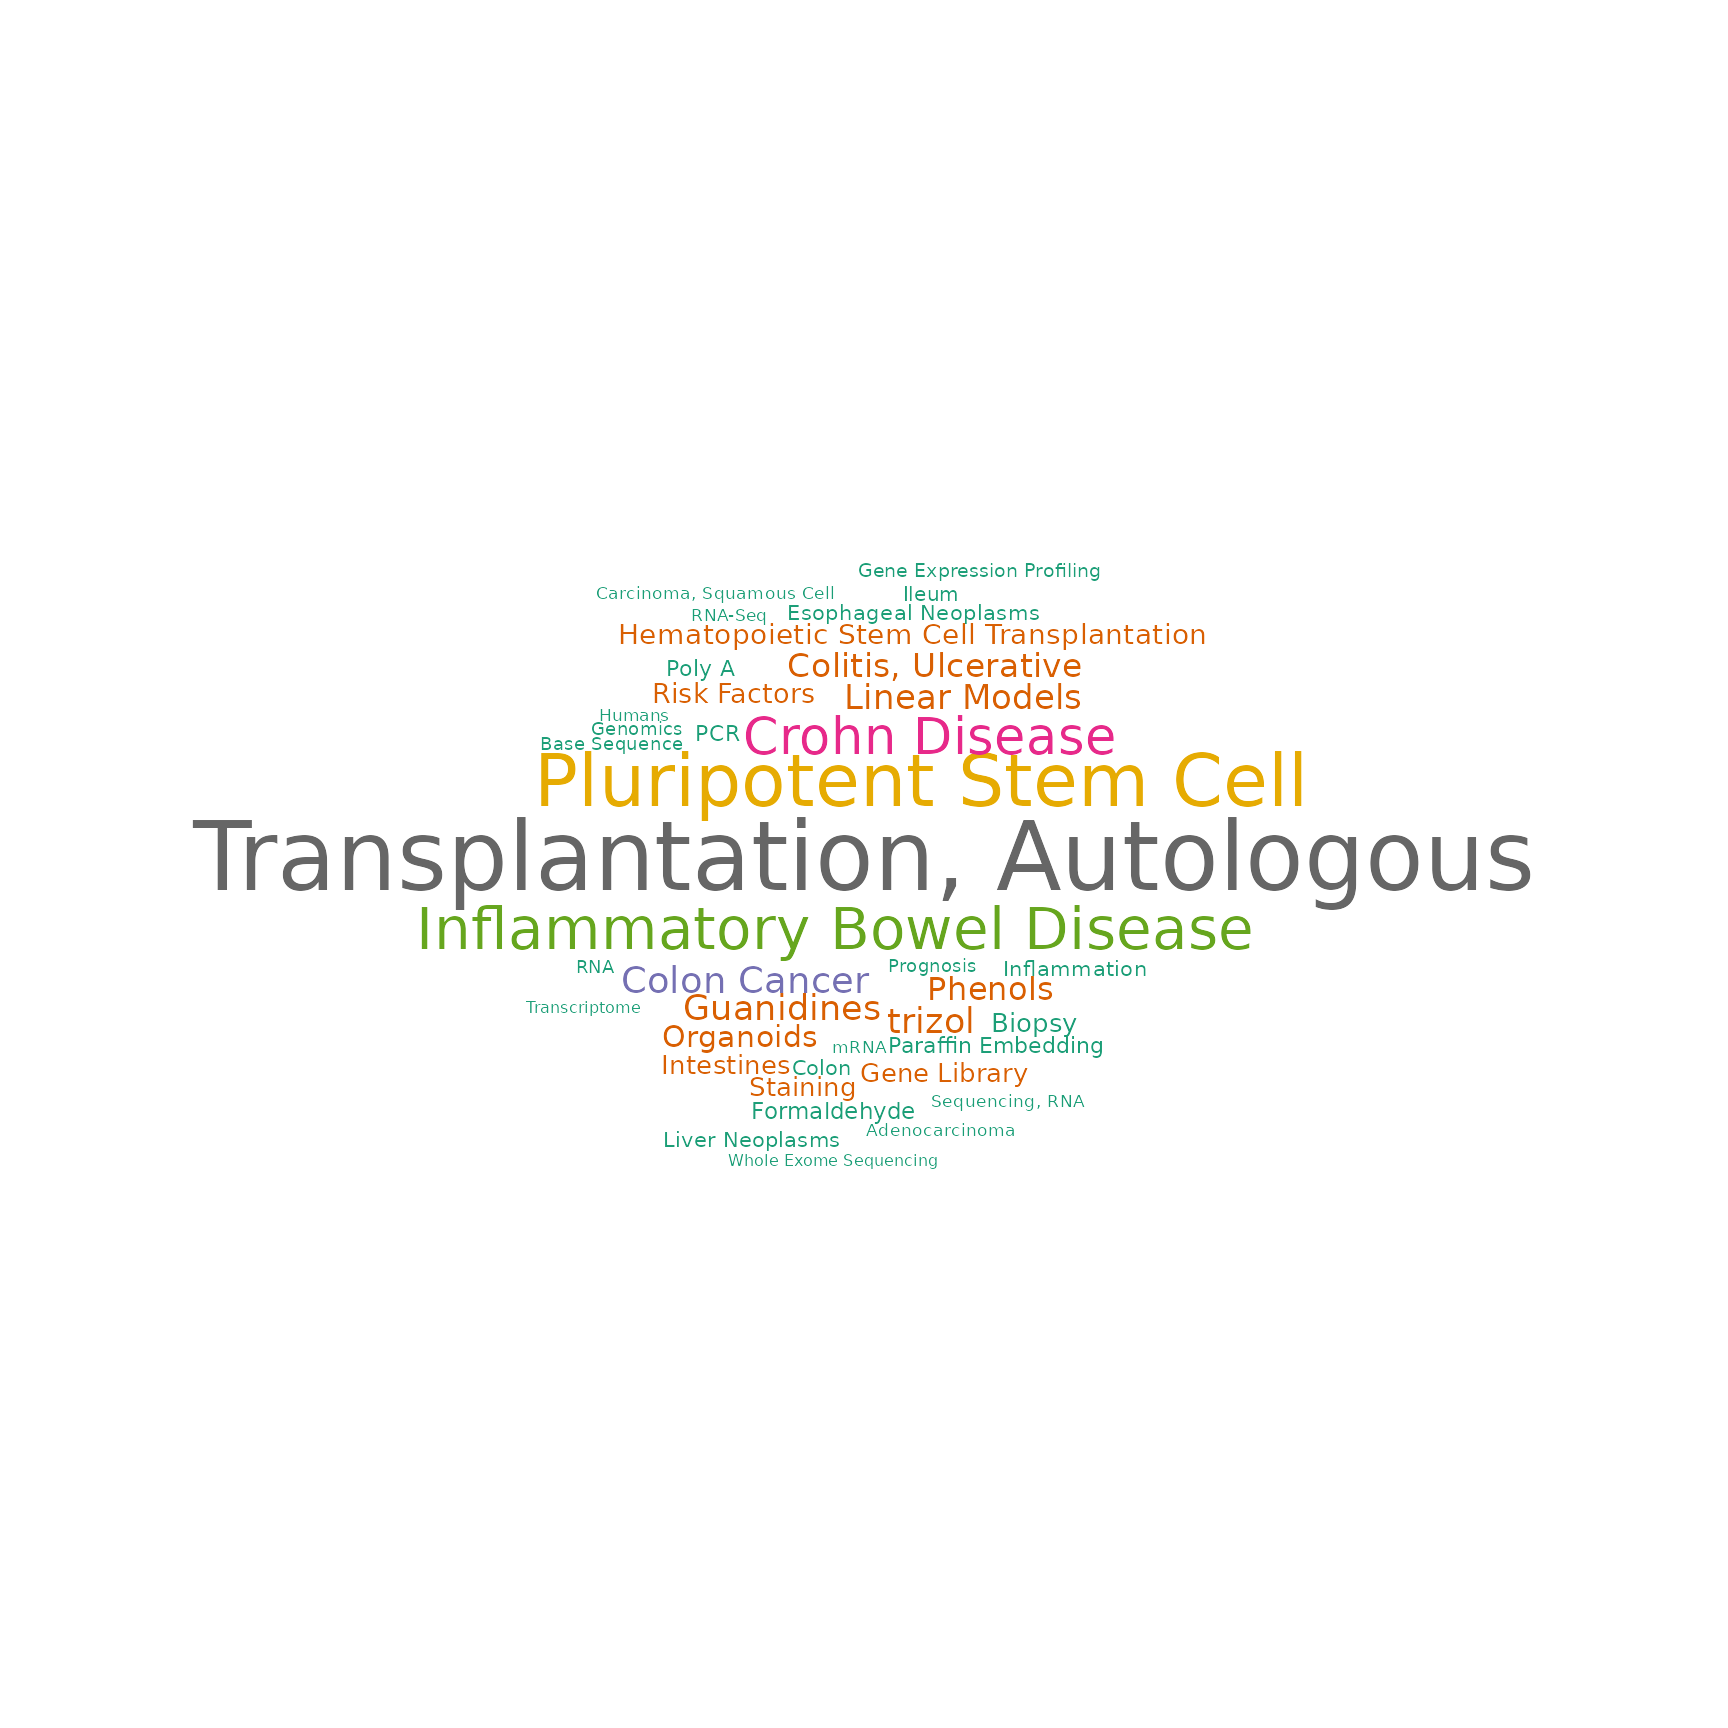 Gene Expression Profiling
Carcinoma, Squamous Cell
Ileum
RNA-Seq
Esophageal Neoplasms
Hematopoietic Stem Cell Transplantation
Poly A
Colitis, Ulcerative
Risk Factors
Linear Models
Humans
Genomics
PCR
Crohn Disease
Base Sequence
Pluripotent Stem Cell
Transplantation, Autologous
Inflammatory Bowel Disease
RNA
Colon Cancer
Prognosis
Inflammation
Phenols
Transcriptome
Guanidines
trizol
Biopsy
Organoids
mRNA
Paraffin Embedding
Intestines
Colon
Gene Library
Staining
Sequencing, RNA
Formaldehyde
Adenocarcinoma
Liver Neoplasms
Whole Exome Sequencing